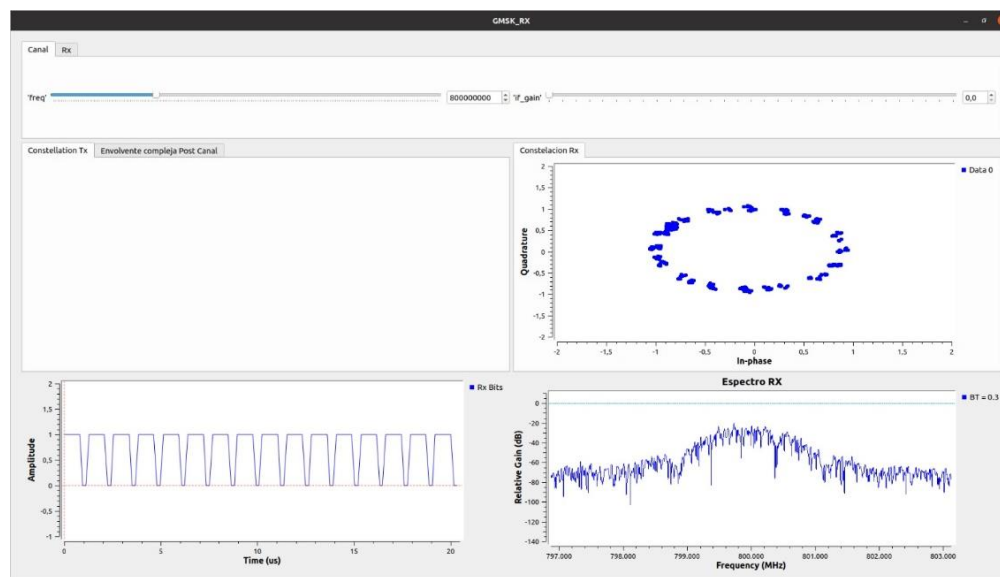 GMSK_RX
Canal Rx
'freq' 800000000 'if_gain' 0,0
Constellation Tx Envolvente compleja Post Canal
Constelacion Rx
Data 0
Quadrature
2
1,5
1
0,5
0
-0,5
-1
-1,5
-2
-2 -1,5 -1 -0,5 0 0,5 1 1,5 2
In-phase
Rx Bits
Amplitude
2
1,5
1
0,5
0
-0,5
-1
0 5 10 15 20
Time (us)
Espectro RX
BT = 0.3
Relative Gain (dB)
0
-20
-40
-60
-80
-100
-120
-140
797.000 798.000 799.000 800.000 801.000 802.000 803.000
Frequency (MHz)